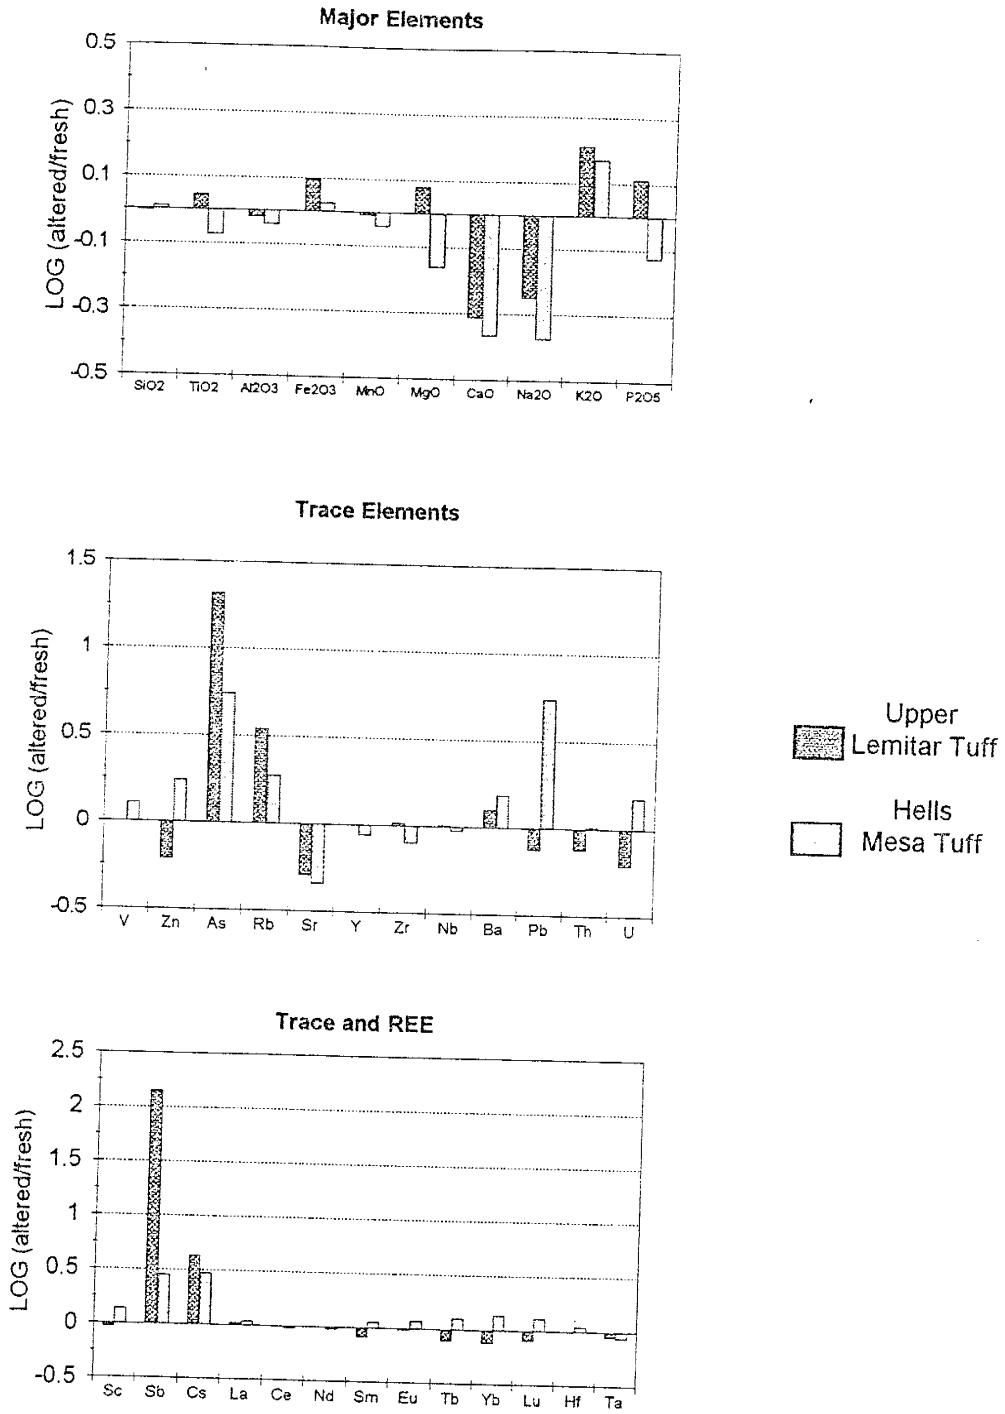 Major Elements
LOG (altered/fresh)
0.5
0.3
0.1
-0.1
-0.3
-0.5
SiO2 TiO2 Al2O3 Fe2O3 MnO MgO CaO Na2O K2O P2O5
Trace Elements
LOG (altered/fresh)
1.5
1
0.5
0
-0.5
V Zn As Rb Sr Y Zr Nb Ba Pb Th U
Upper
Lemitar Tuff
Hells
Mesa Tuff
Trace and REE
LOG (altered/fresh)
2.5
2
1.5
1
0.5
0
-0.5
Sc Sb Cs La Ce Nd Sm Eu Tb Yb Lu Hf Ta